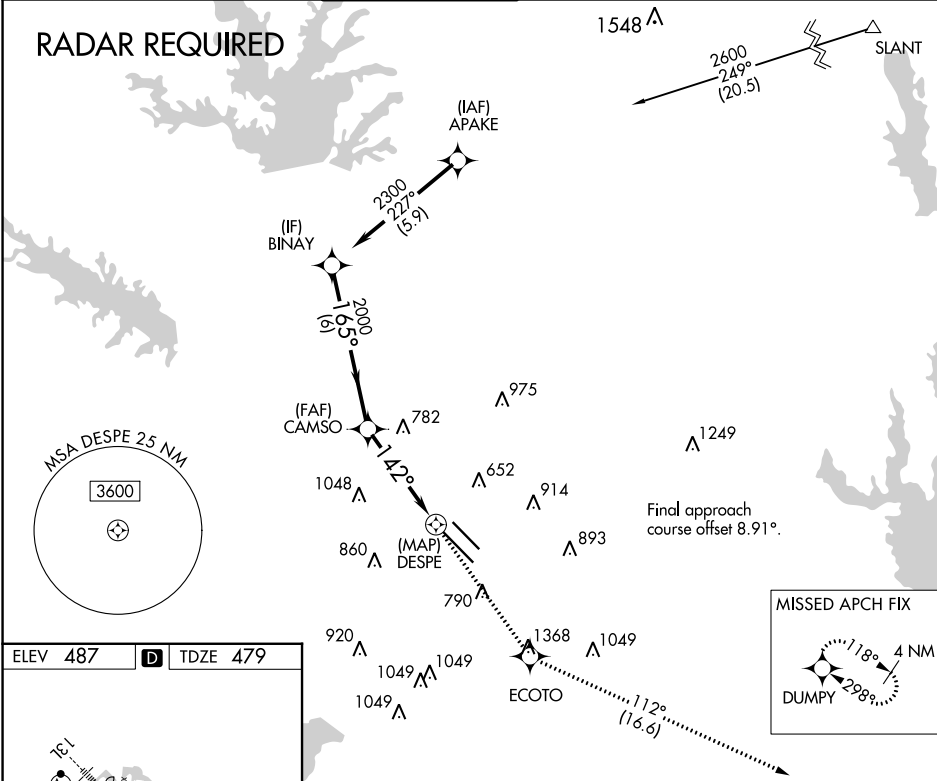 RADAR REQUIRED
1548
SLANT
2600
249°
(20.5)
(IAF)
APAKE
2300
227°
(5.9)
(IF)
BINAY
2000
165°
(6)
(FAF)
CAMSO
782
975
1249
142°
652
1048
914
Final approach
course offset 8.91°.
MSA DESPE 25 NM
3600
(MAP)
DESPE
893
860
790
MISSED APCH FIX
118°
4 NM
DUMPY
298°
920
1368
1049
1049
1049
1049
ECOTO
112°
(16.6)
ELEV 487
D
TDZE 479
13L